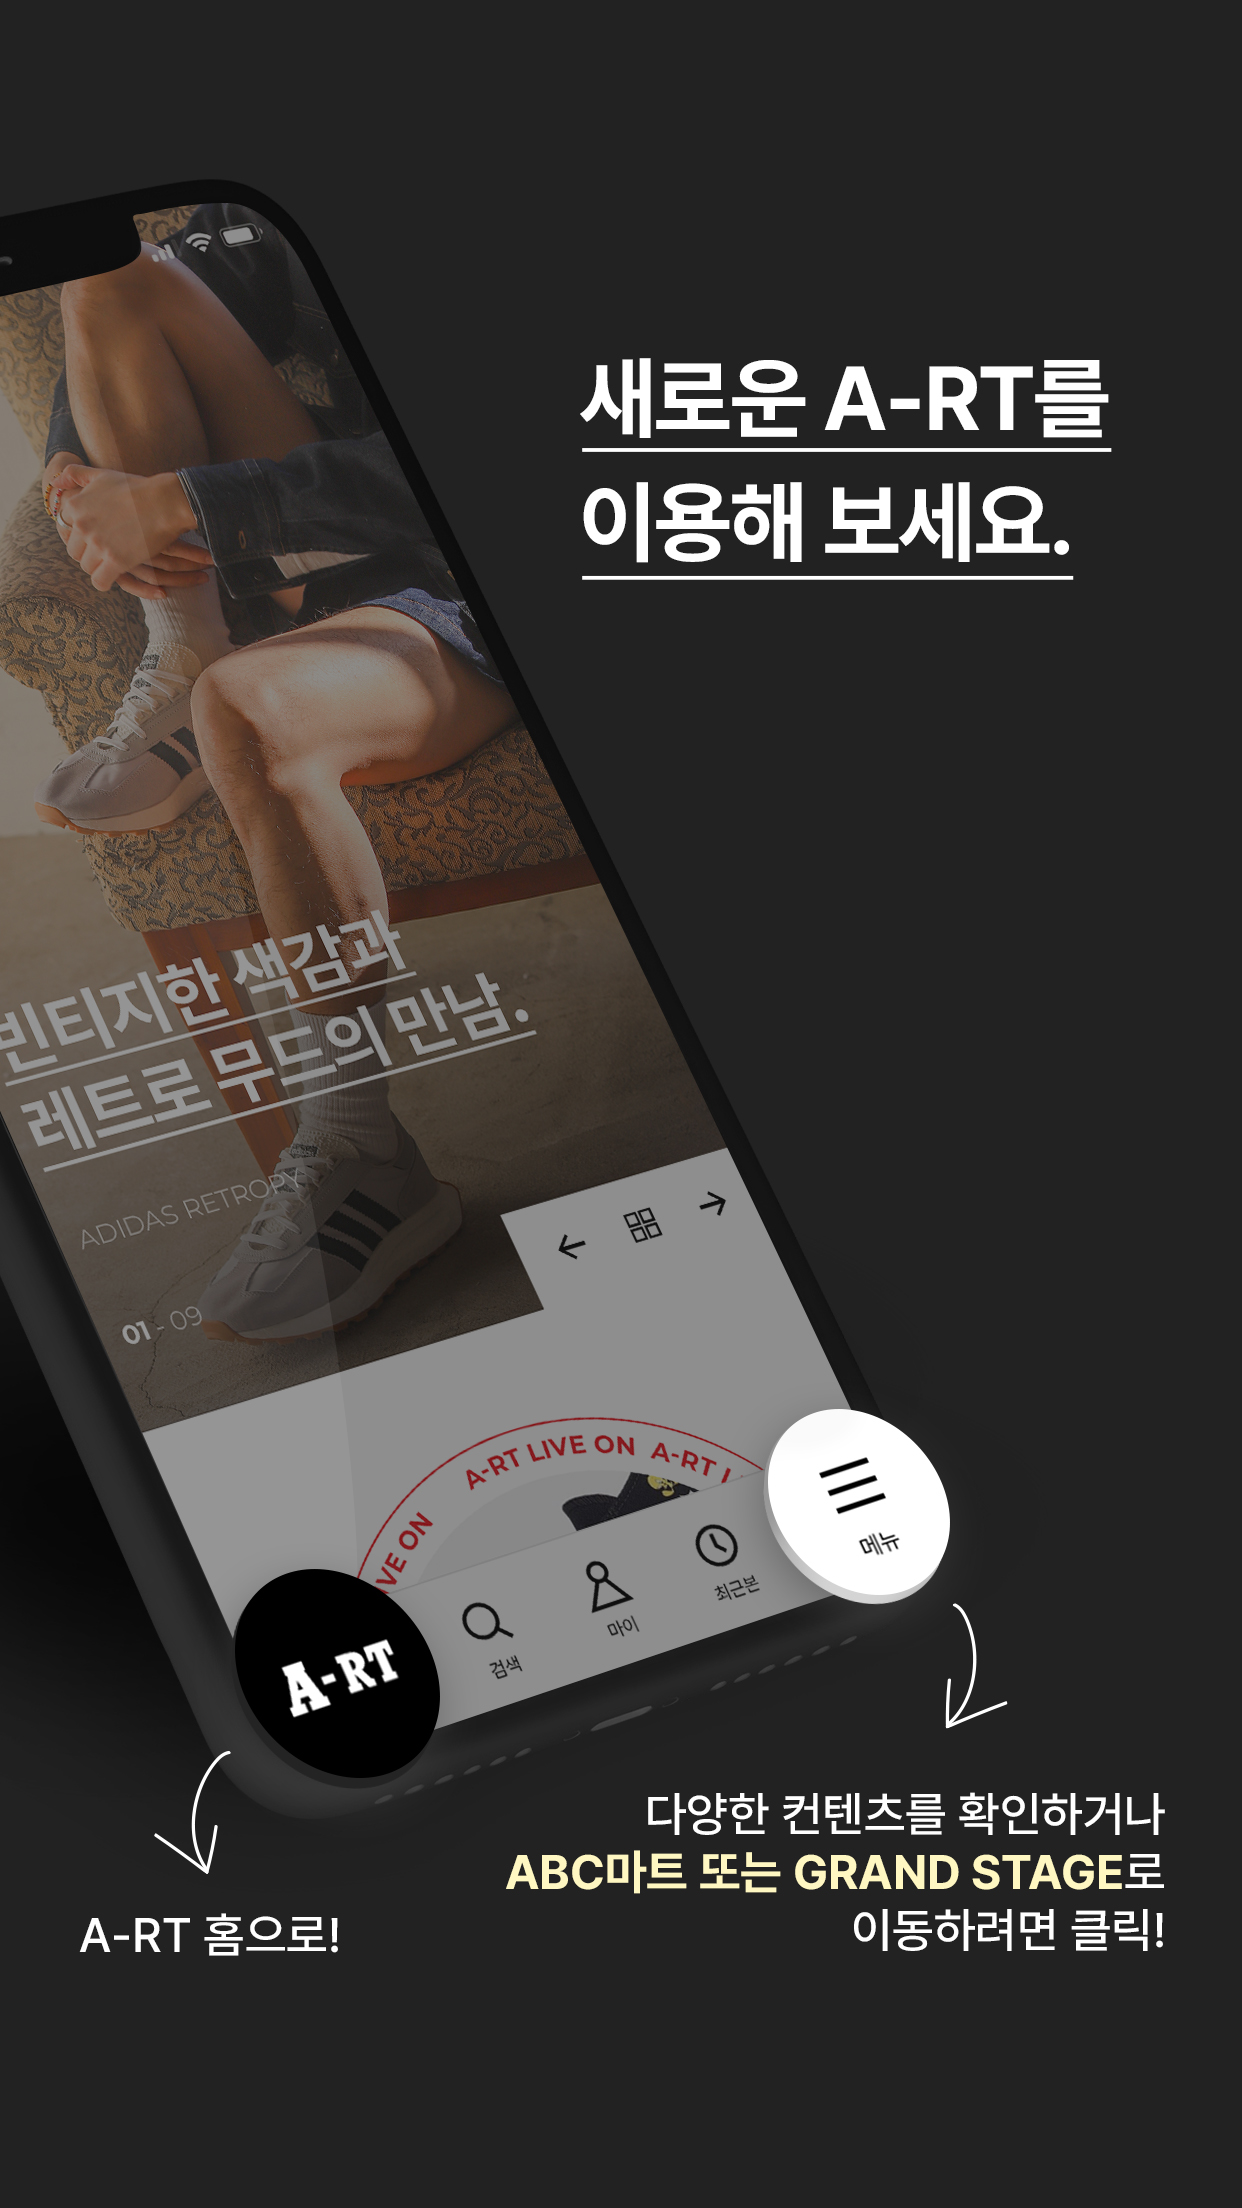 새로운 A-RT를
이용해 보세요.
빈티지한 색감과
레트로 무드의 만남.
ADIDAS RETROPY
01 - 09
A-RT LIVE ON A-RT L
IVE ON
A-RT
검색
마이
최근본
메뉴
A-RT 홈으로!
다양한 컨텐츠를 확인하거나
ABC마트 또는 GRAND STAGE로
이동하려면 클릭!